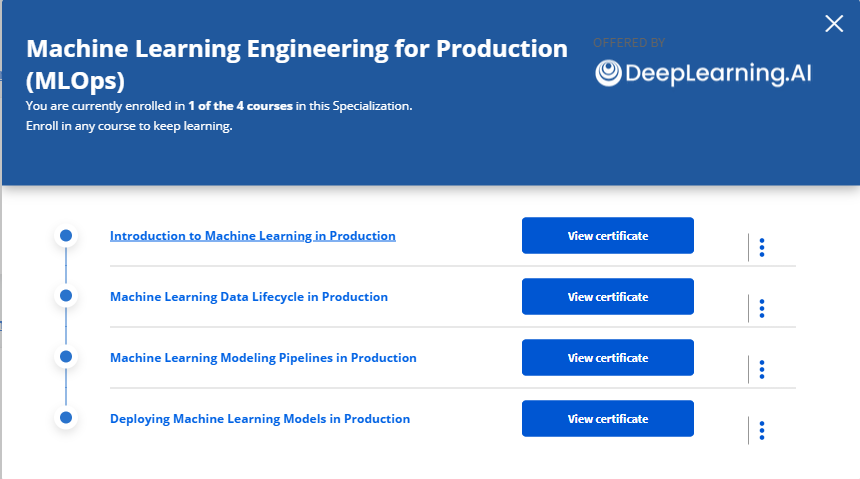 Machine Learning Engineering for Production
(MLOps)
OFFERED BY
DeepLearning.AI
You are currently enrolled in 1 of the 4 courses in this Specialization.
Enroll in any course to keep learning.
Introduction to Machine Learning in Production
View certificate
Machine Learning Data Lifecycle in Production
View certificate
Machine Learning Modeling Pipelines in Production
View certificate
Deploying Machine Learning Models in Production
View certificate